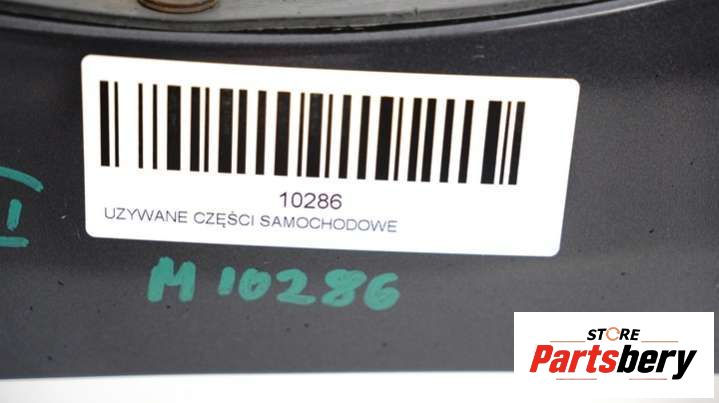 10286
UZYWANE CZĘŚCI SAMOCHODOWE
M 10286
STORE
Partsbery